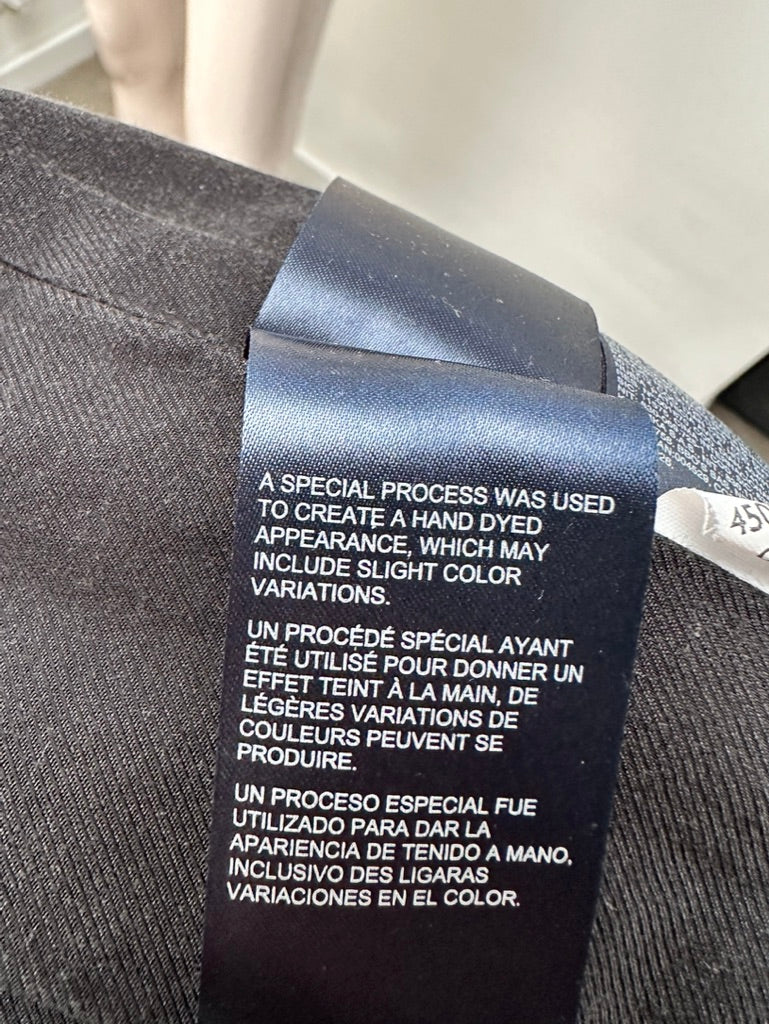 A SPECIAL PROCESS WAS USED
TO CREATE A HAND DYED
APPEARANCE, WHICH MAY
INCLUDE SLIGHT COLOR
VARIATIONS.
UN PROCÉDÉ SPÉCIAL AYANT
ÉTÉ UTILISÉ POUR DONNER UN
EFFET TEINT À LA MAIN, DE
LÉGÈRES VARIATIONS DE
COULEURS PEUVENT SE
PRODUIRE.
UN PROCESO ESPECIAL FUE
UTILIZADO PARA DAR LA
APARIENCIA DE TENIDO A MANO,
INCLUSIVO DES LIGARAS
VARIACIONES EN EL COLOR.